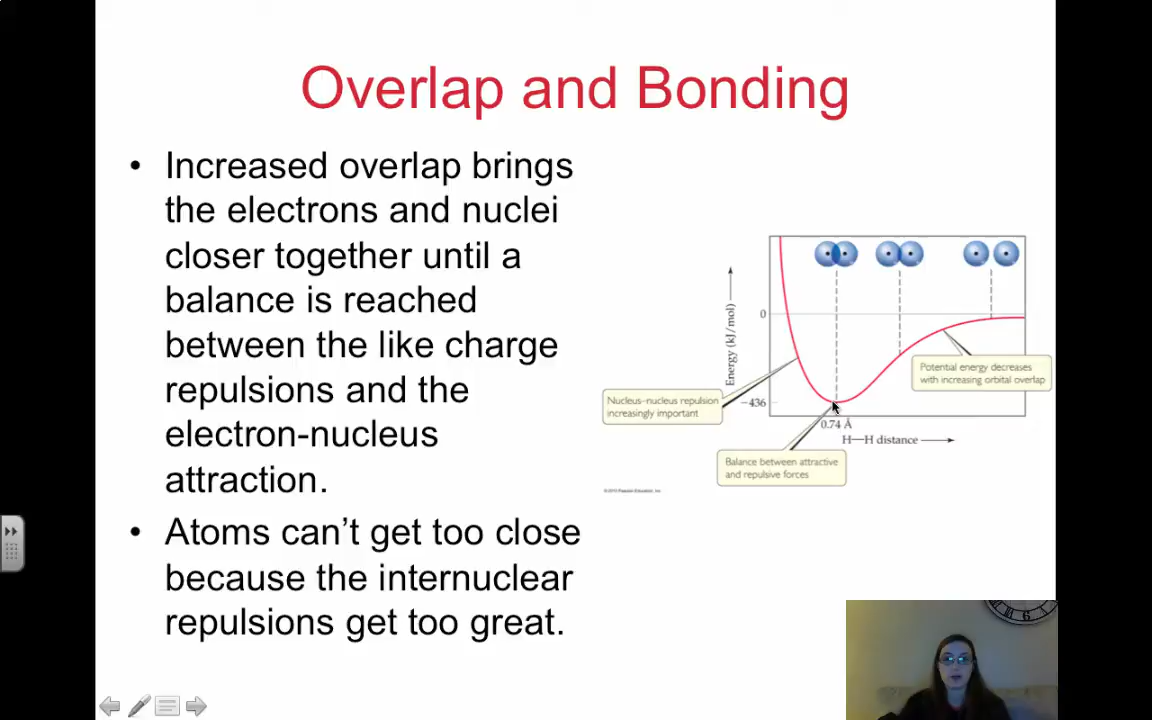 Overlap and Bonding
• Increased overlap brings
the electrons and nuclei
closer together until a
balance is reached
between the like charge
repulsions and the
electron-nucleus
attraction.
• Atoms can't get too close
because the internuclear
repulsions get too great.
Energy (kJ/mol)
0
−436
Potential energy decreases
with increasing orbital overlap
Nucleus–nucleus repulsion
increasingly important
0.74 Å
H—H distance
Balance between attractive
and repulsive forces
6